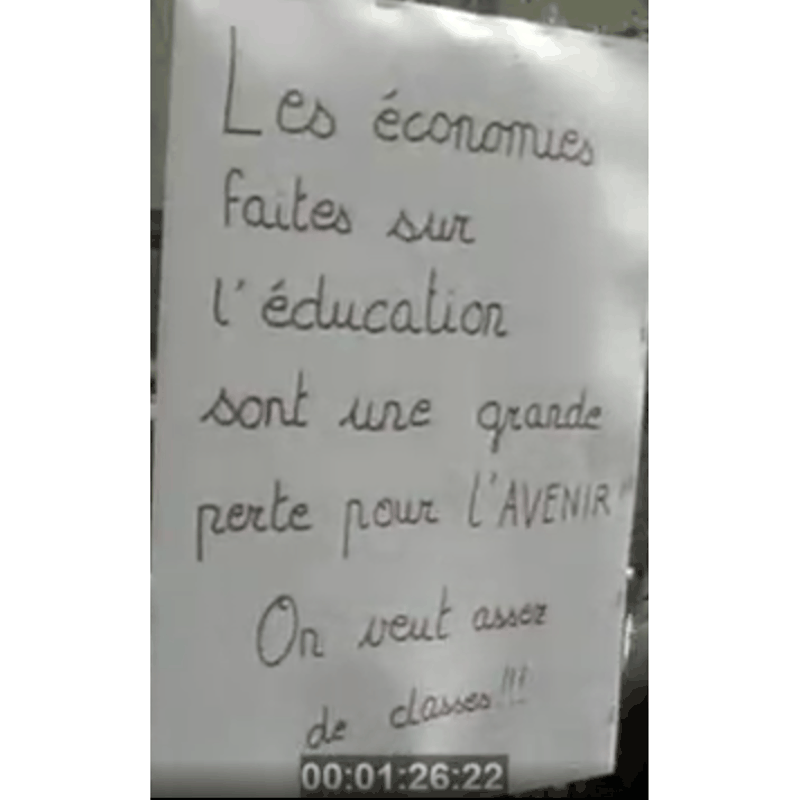 Les économies
faites sur
l'éducation
sont une grande
perte pour l'AVENIR"
On veut assez
de classes!!!
00:01:26:22